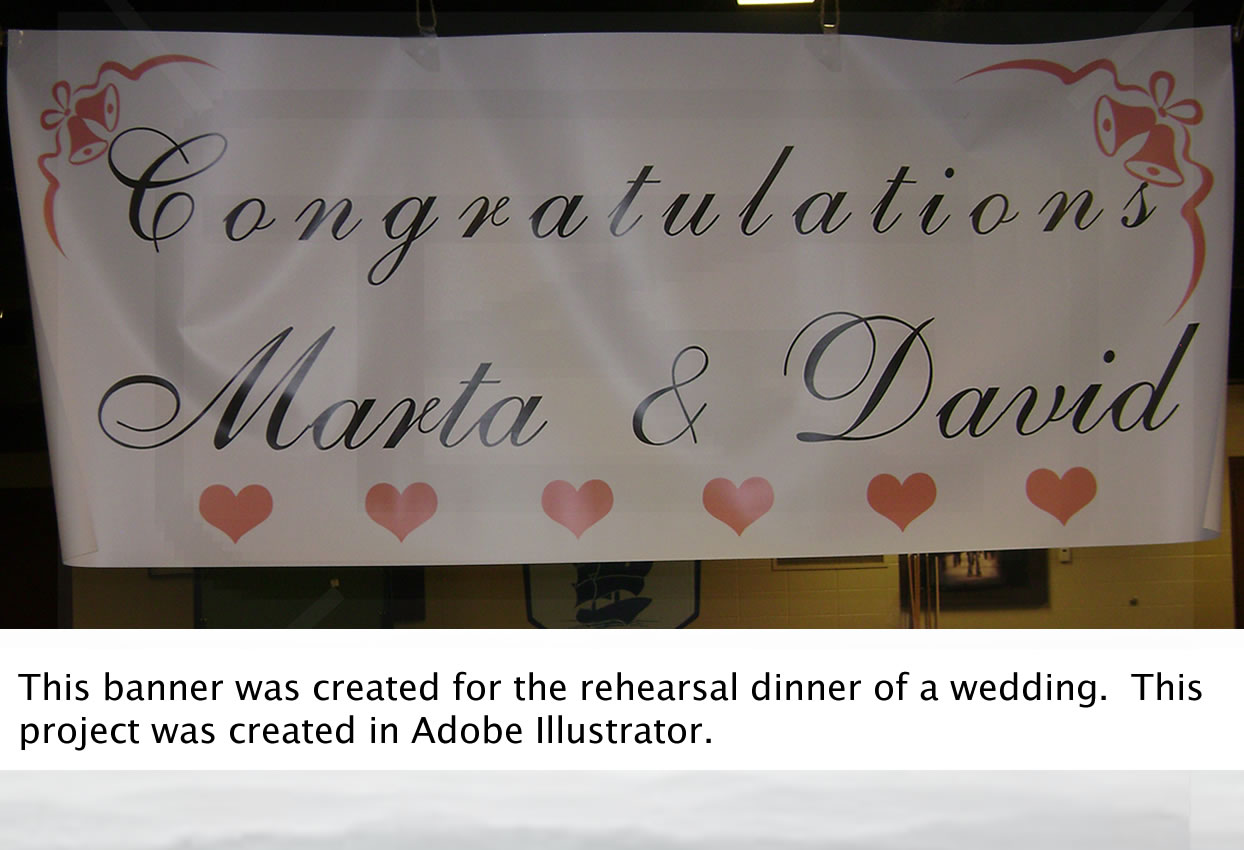 Congratulations
Marta & David
This banner was created for the rehearsal dinner of a wedding.  This
project was created in Adobe Illustrator.